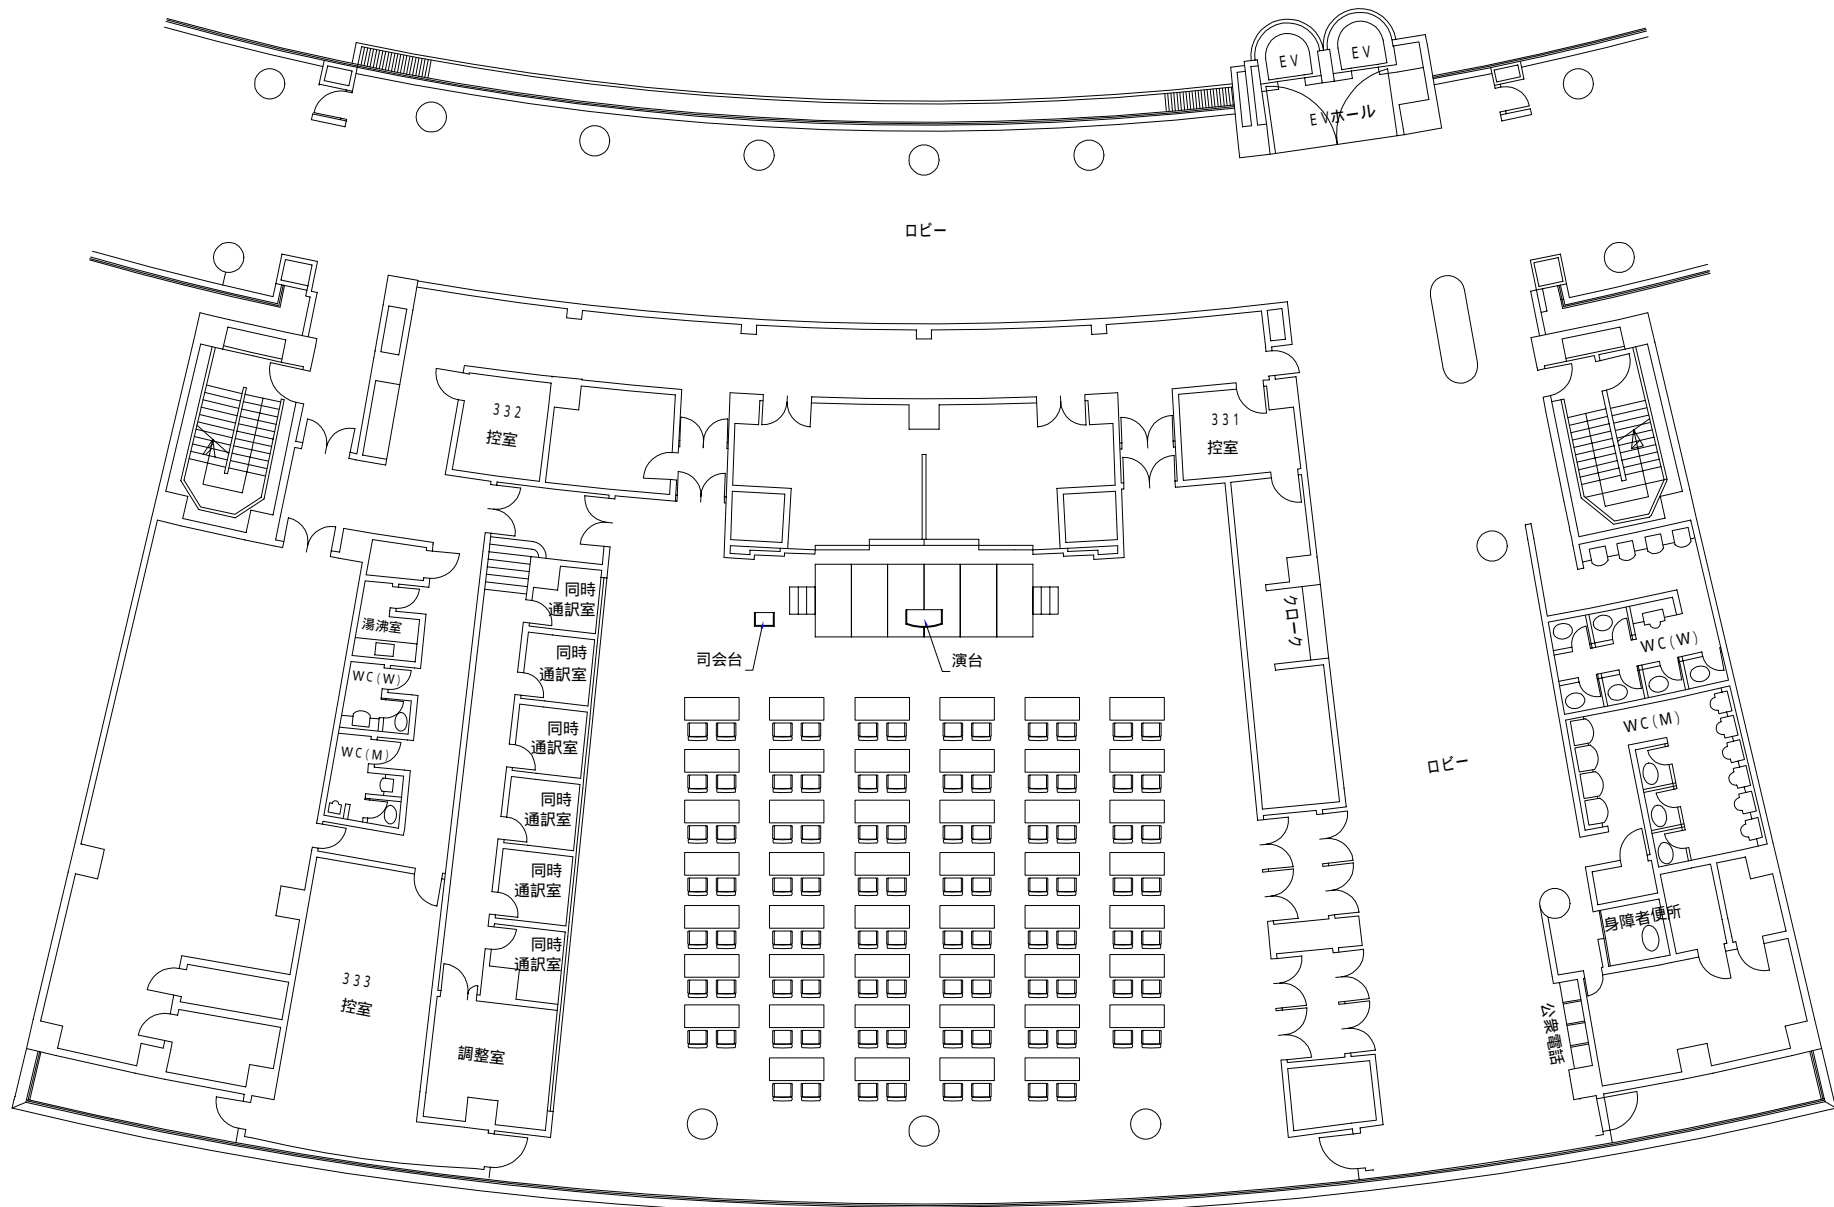 EV
EV
EVホール
ロビー
332
控室
331
控室
同時
通訳室
湯沸室
クローク
司会台
演台
同時
通訳室
WC(W)
WC(W)
同時
通訳室
WC(M)
WC(M)
ロビー
同時
通訳室
同時
通訳室
身障者便所
同時
通訳室
333
控室
公衆電話
調整室